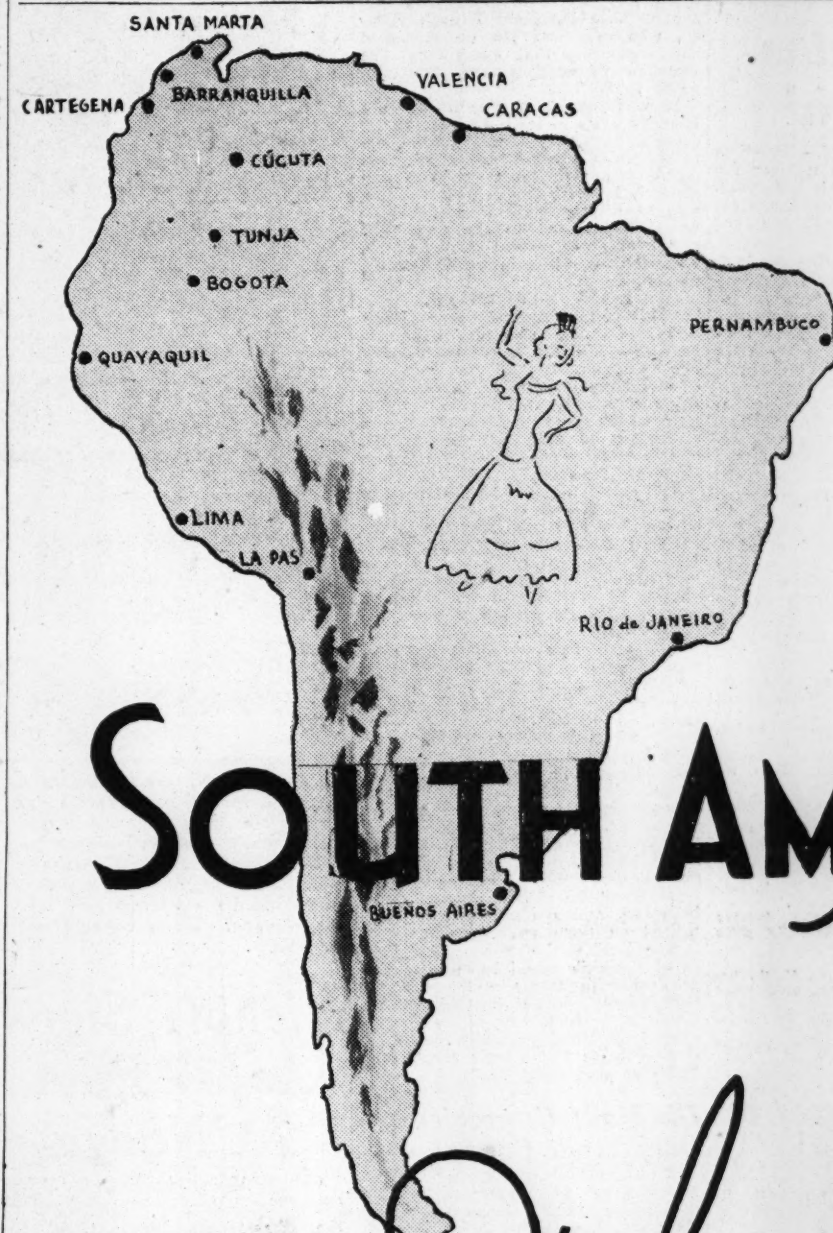 SANTA MARTA
VALENCIA
CARTEGENA
BARRANQUILLA
CARACAS
CÚCUTA
TUNJA
BOGOTA
PERNAMBUCO
QUAYAQUIL
LIMA
LA PAS
RIO de JANEIRO
SOUTH AM
BUENOS AIRES